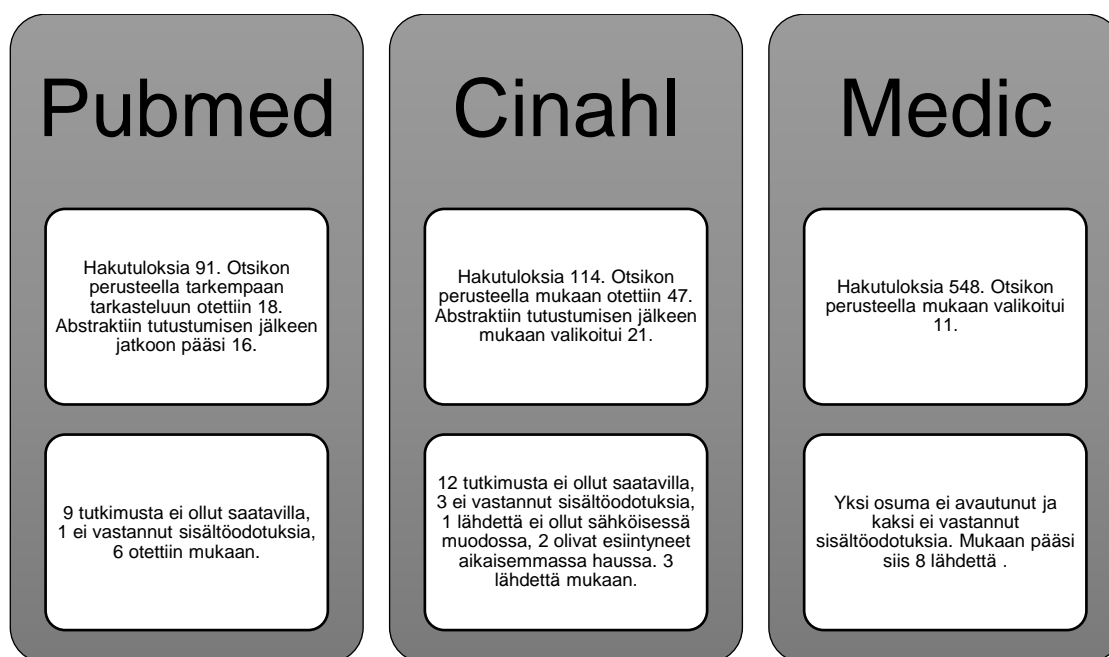 Pubmed
Hakutuloksia 91. Otsikon
perusteella tarkempaan
tarkasteluun otettiin 18.
Abstraktiin tutustumisen jälkeen
jatkoon pääsi 16.
9 tutkimusta ei ollut saatavilla,
1 ei vastannut sisältöodotuksia,
6 otettiin mukaan.
Cinahl
Hakutuloksia 114. Otsikon
perusteella mukaan otettiin 47.
Abstraktiin tutustumisen jälkeen
mukaan valikoitui 21.
12 tutkimusta ei ollut saatavilla,
3 ei vastannut sisältöodotuksia,
1 lähdettä ei ollut sähköisessä
muodossa, 2 olivat esiintyneet
aikaisemmassa haussa. 3
lähdettä mukaan.
Medic
Hakutuloksia 548. Otsikon
perusteella mukaan valikoitui
11.
Yksi osuma ei avautunut ja
kaksi ei vastannut
sisältöodotuksia. Mukaan pääsi
siis 8 lähdettä .